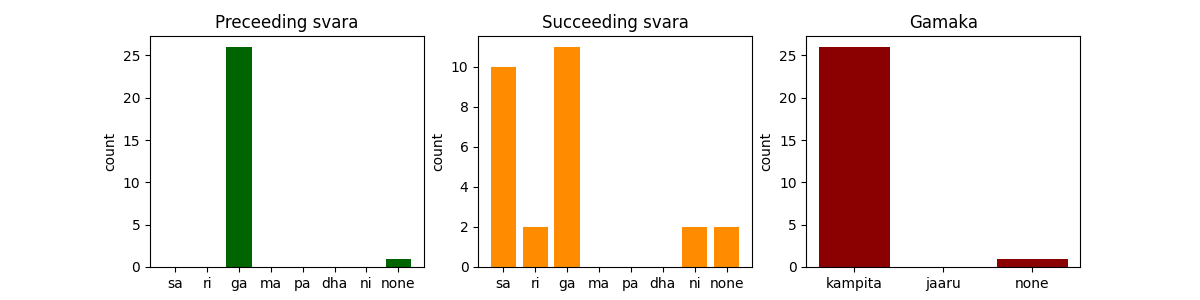 Preceeding svara
count
25
20
15
10
5
0
sa ri ga ma pa dha ni none
Succeeding svara
count
10
8
6
4
2
0
sa ri ga ma pa dha ni none
Gamaka
count
25
20
15
10
5
0
kampita jaaru none